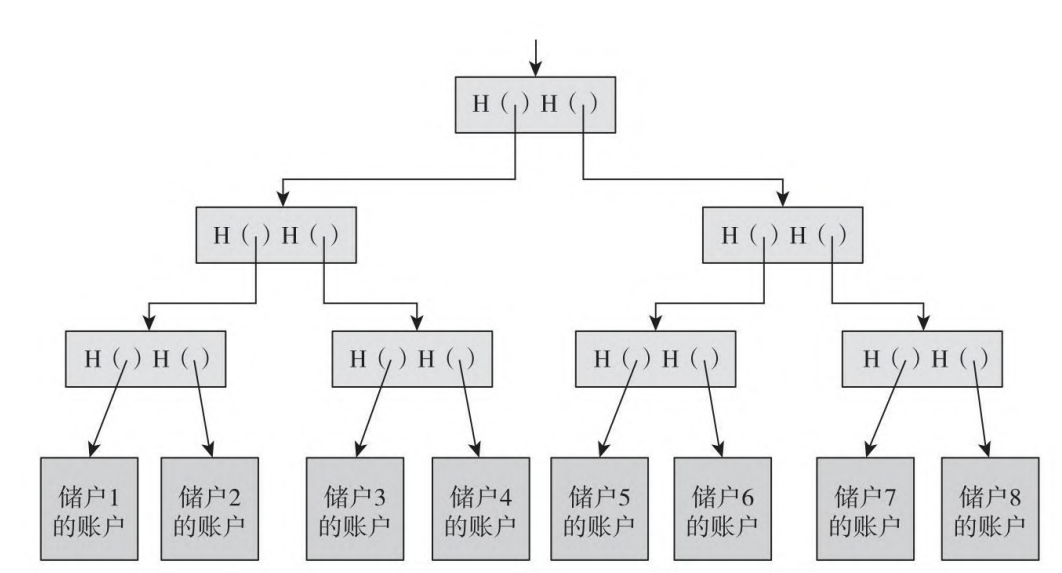 H（ ）H（ ）
H（ ）H（ ）
H（ ）H（ ）
H（ ）H（ ）
H（ ）H（ ）
H（ ）H（ ）
H（ ）H（ ）
储户1
的账户
储户2
的账户
储户3
的账户
储户4
的账户
储户5
的账户
储户6
的账户
储户7
的账户
储户8
的账户